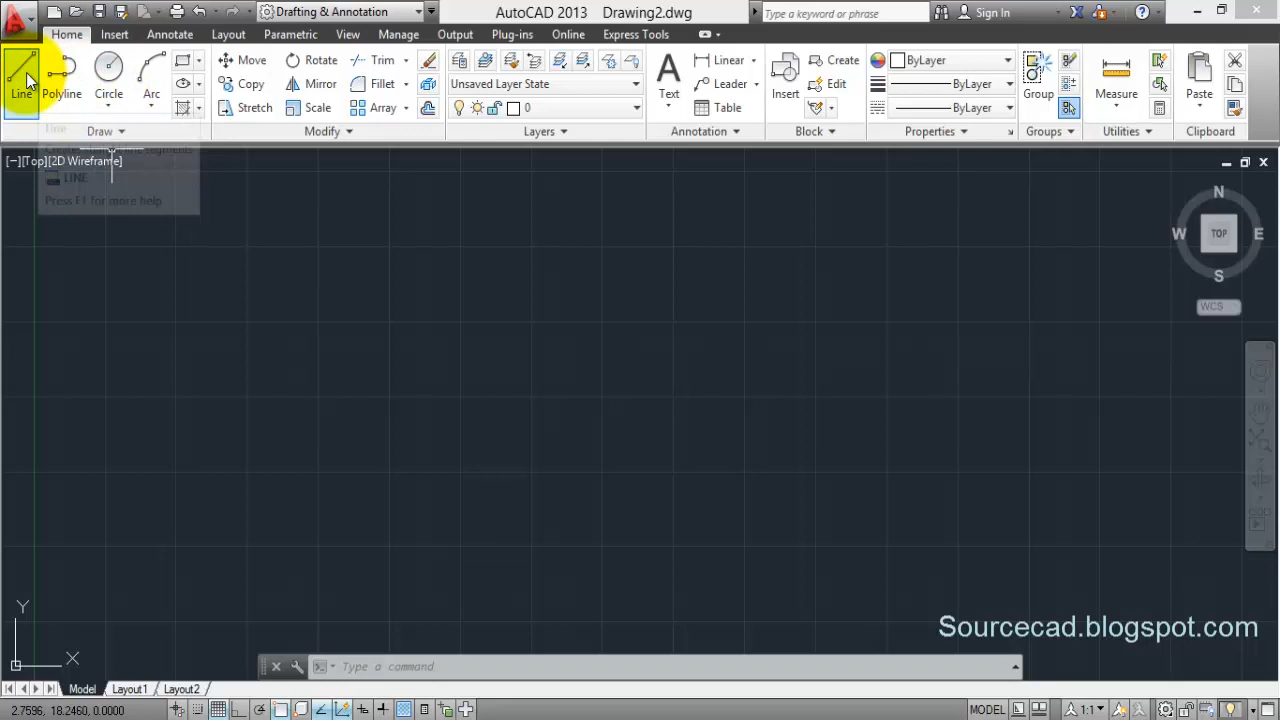 Drafting & Annotation
AutoCAD 2013 Drawing2.dwg
Type a keyword or phrase
Sign In
Home Insert Annotate Layout Parametric View Manage Output Plug-ins Online Express Tools
Line Polyline Circle Arc
Move Rotate Trim
Copy Mirror Fillet
Stretch Scale Array
Unsaved Layer State
0
Text
Linear
Leader
Table
Insert
Create
Edit
ByLayer
ByLayer
ByLayer
Group
Measure
Paste
Draw Modify Layers Annotation Block Properties Groups Utilities Clipboard
Line
LINE
Press F1 for more help
[−][Top][2D Wireframe]
N
W TOP E
S
WCS
Y
X
Sourcecad.blogspot.com
Type a command
Model Layout1 Layout2
2.7596, 18.2460, 0.0000
MODEL
1:1